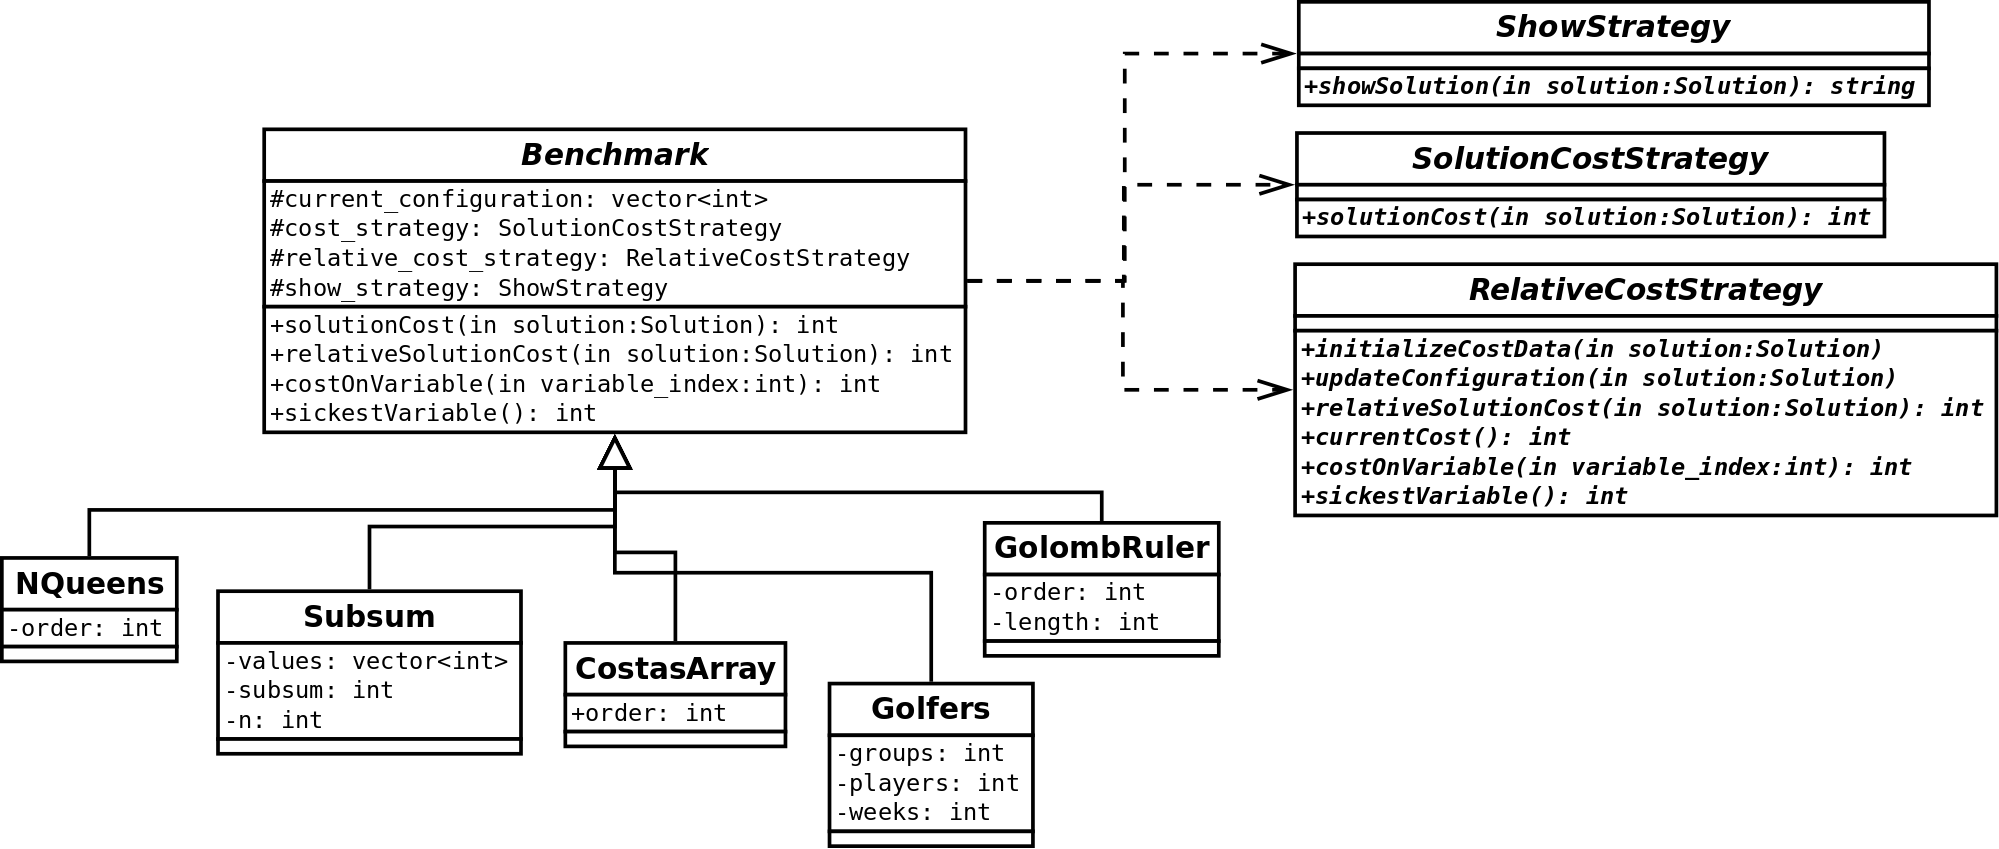 ShowStrategy
+showSolution(in solution:Solution): string
Benchmark
#current_configuration: vector<int>
#cost_strategy: SolutionCostStrategy
#relative_cost_strategy: RelativeCostStrategy
#show_strategy: ShowStrategy
+solutionCost(in solution:Solution): int
+relativeSolutionCost(in solution:Solution): int
+costOnVariable(in variable_index:int): int
+sickestVariable(): int
SolutionCostStrategy
+solutionCost(in solution:Solution): int
RelativeCostStrategy
+initializeCostData(in solution:Solution)
+updateConfiguration(in solution:Solution)
+relativeSolutionCost(in solution:Solution): int
+currentCost(): int
+costOnVariable(in variable_index:int): int
+sickestVariable(): int
NQueens
-order: int
Subsum
-values: vector<int>
-subsum: int
-n: int
CostasArray
+order: int
Golfers
-groups: int
-players: int
-weeks: int
GolombRuler
-order: int
-length: int